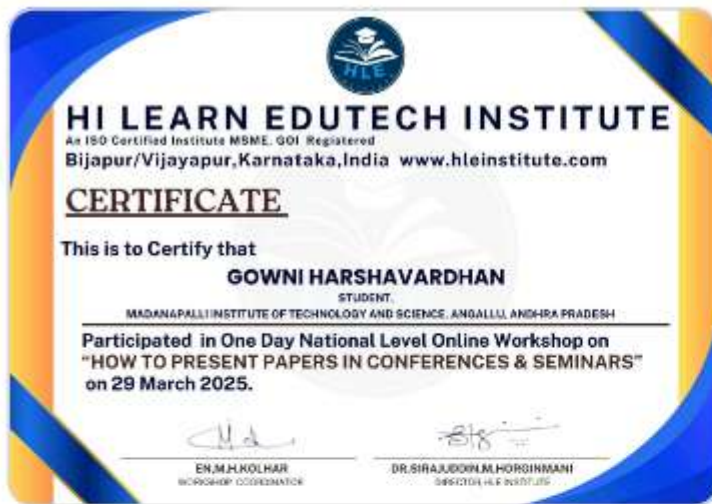 HLE
HI LEARN EDUTECH INSTITUTE
An ISO Certified Institute MSME, GOI Registered
Bijapur/Vijayapur,Karnataka,India www.hleinstitute.com
CERTIFICATE
This is to Certify that
GOWNI HARSHAVARDHAN
STUDENT,
MADANAPALLI INSTITUTE OF TECHNOLOGY AND SCIENCE, ANGALLU, ANDHRA PRADESH
Participated in One Day National Level Online Workshop on
"HOW TO PRESENT PAPERS IN CONFERENCES & SEMINARS"
on 29 March 2025.
EN.M.H.KOLHAR DR.SIRAJUDDIN.M.HORGINMANI
WORKSHOP COORDINATOR DIRECTOR, HLE INSTITUTE